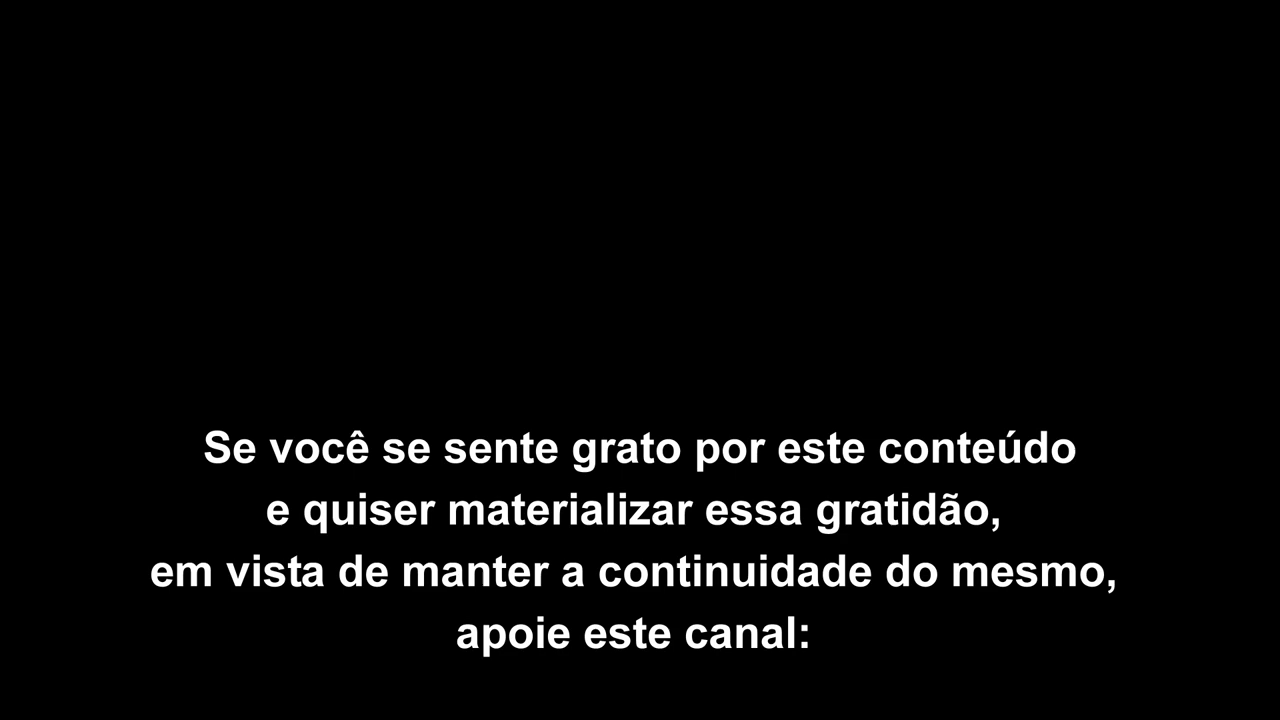 Se você se sente grato por este conteúdo
e quiser materializar essa gratidão,
em vista de manter a continuidade do mesmo,
apoie este canal: